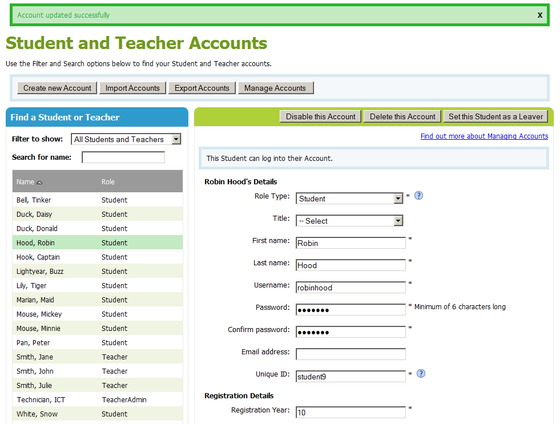 Account updated successfully X
Student and Teacher Accounts
Use the Filter and Search options below to find your Student and Teacher accounts.
Create new Account Import Accounts Export Accounts Manage Accounts
Find a Student or Teacher
Filter to show: All Students and Teachers
Search for name:
Name Role
Bell, Tinker Student
Duck, Daisy Student
Duck, Donald Student
Hood, Robin Student
Hook, Captain Student
Lightyear, Buzz Student
Lily, Tiger Student
Marian, Maid Student
Mouse, Mickey Student
Mouse, Minnie Student
Pan, Peter Student
Smith, Jane Teacher
Smith, John Teacher
Smith, Julie Teacher
Technician, ICT TeacherAdmin
White, Snow Student
Disable this Account Delete this Account Set this Student as a Leaver
Find out more about Managing Accounts
This Student can log into their Account.
Robin Hood's Details
Role Type: Student * ?
Title: -- Select
First name: Robin *
Last name: Hood *
Username: robinhood *
Password: ●●●●●●● * Minimum of 6 characters long
Confirm password: ●●●●●●● *
Email address:
Unique ID: student9 * ?
Registration Details
Registration Year: 10 *